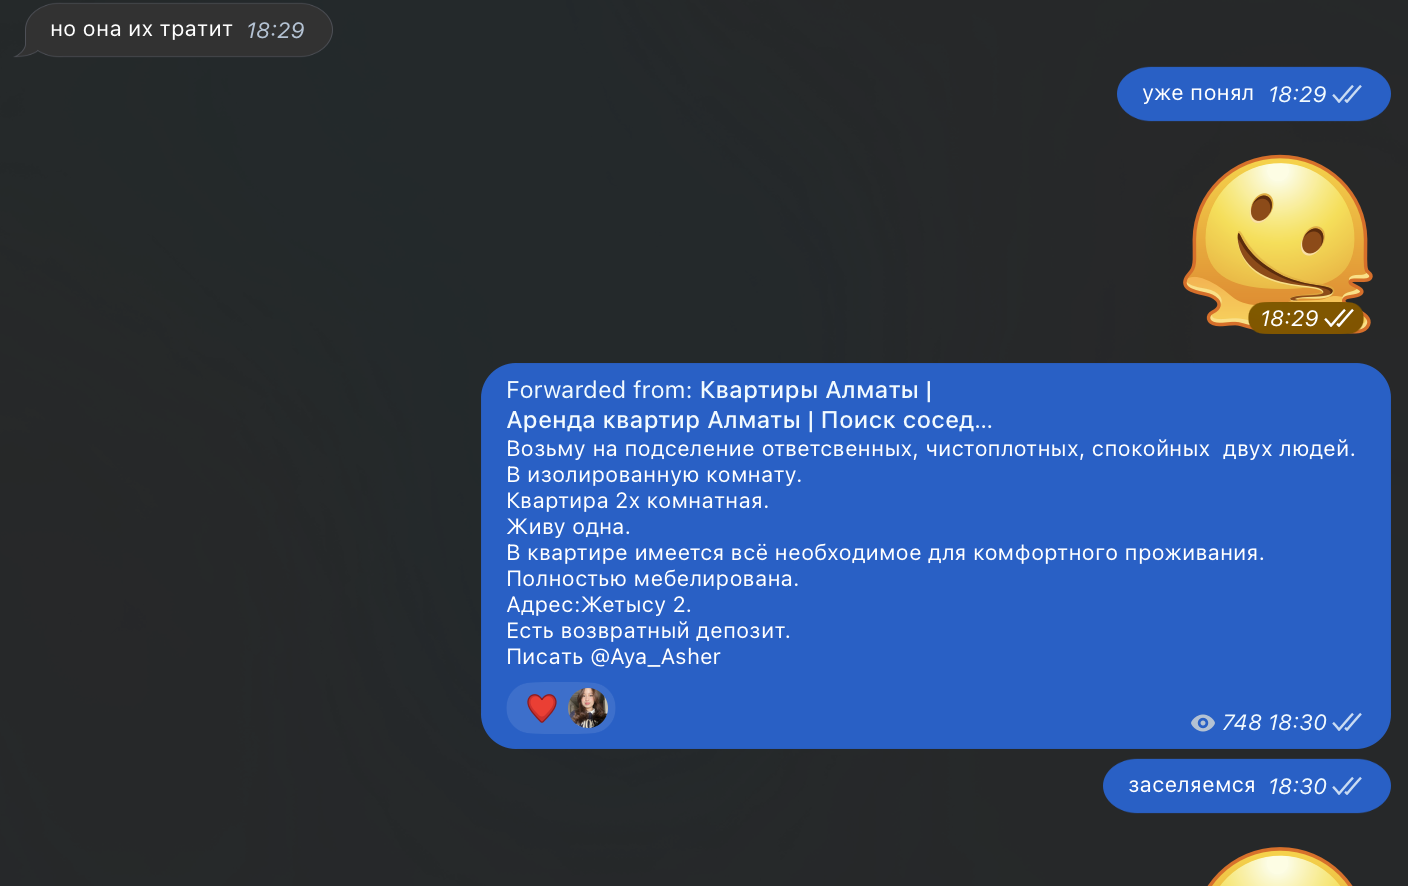 но она их тратит 18:29
уже понял 18:29
18:29
Forwarded from: Квартиры Алматы |
Аренда квартир Алматы | Поиск сосед...
Возьму на подселение ответсвенных, чистоплотных, спокойных  двух людей.
В изолированную комнату.
Квартира 2х комнатная.
Живу одна.
В квартире имеется всё необходимое для комфортного проживания.
Полностью мебелирована.
Адрес:Жетысу 2.
Есть возвратный депозит.
Писать @Aya_Asher
748 18:30
заселяемся 18:30